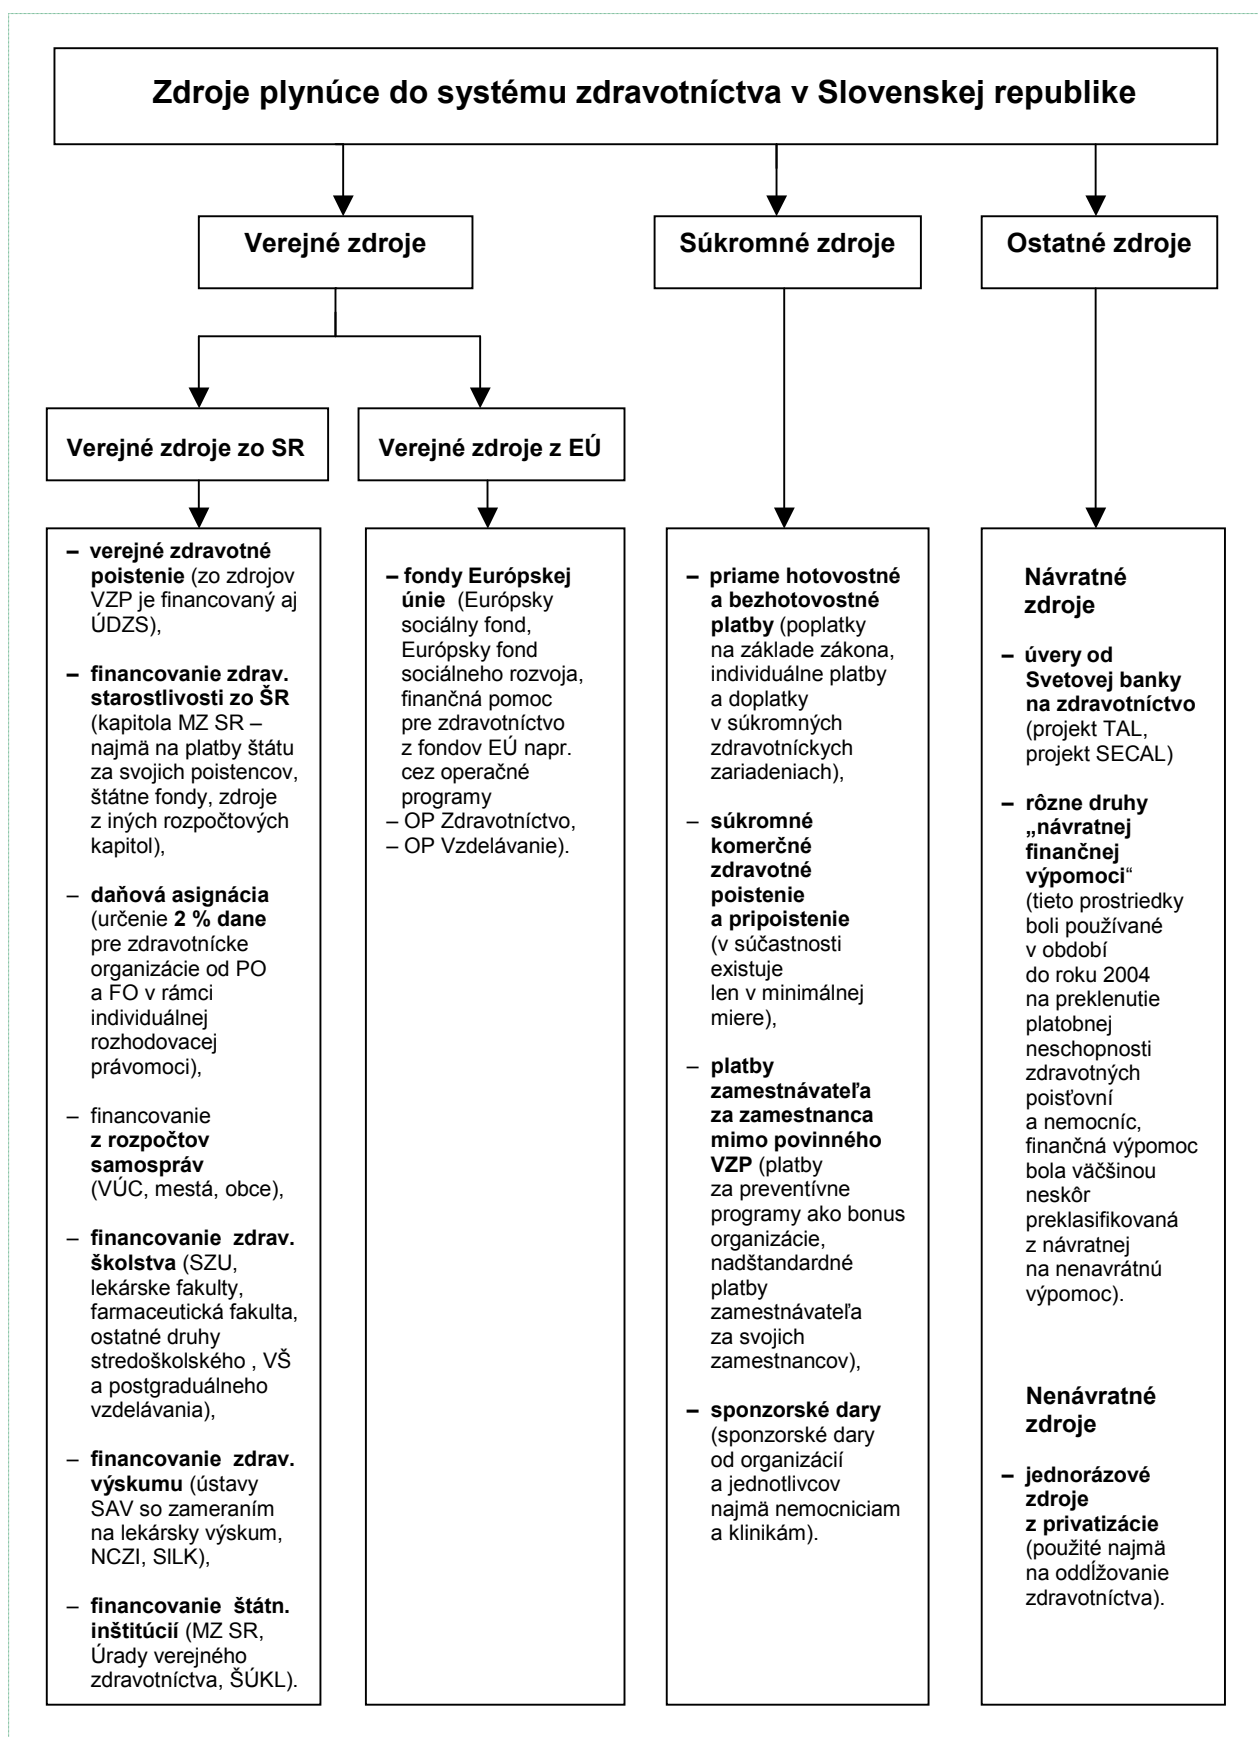 Zdroje plynúce do systému zdravotníctva v Slovenskej republike
Verejné zdroje
Súkromné zdroje
Ostatné zdroje
Verejné zdroje zo SR
Verejné zdroje z EÚ
– verejné zdravotné
poistenie (zo zdrojov
VZP je financovaný aj
ÚDZS),
– financovanie zdrav.
starostlivosti zo ŠR
(kapitola MZ SR –
najmä na platby štátu
za svojich poistencov,
štátne fondy, zdroje
z iných rozpočtových
kapitol),
– daňová asignácia
(určenie 2 % dane
pre zdravotnícke
organizácie od PO
a FO v rámci
individuálnej
rozhodovacej
právomoci),
– financovanie
z rozpočtov
samospráv
(VÚC, mestá, obce),
– financovanie zdrav.
školstva (SZU,
lekárske fakulty,
farmaceutická fakulta,
ostatné druhy
stredoškolského , VŠ
a postgraduálneho
vzdelávania),
– financovanie zdrav.
výskumu (ústavy
SAV so zameraním
na lekársky výskum,
NCZI, SILK),
– financovanie štátn.
inštitúcií (MZ SR,
Úrady verejného
zdravotníctva, ŠÚKL).
– fondy Európskej
únie (Európsky
sociálny fond,
Európsky fond
sociálneho rozvoja,
finančná pomoc
pre zdravotníctvo
z fondov EÚ napr.
cez operačné
programy
– OP Zdravotníctvo,
– OP Vzdelávanie).
– priame hotovostné
a bezhotovostné
platby (poplatky
na základe zákona,
individuálne platby
a doplatky
v súkromných
zdravotníckych
zariadeniach),
– súkromné
komerčné
zdravotné
poistenie
a pripoistenie
(v súčastnosti
existuje
len v minimálnej
miere),
– platby
zamestnávateľa
za zamestnanca
mimo povinného
VZP (platby
za preventívne
programy ako bonus
organizácie,
nadštandardné
platby
zamestnávateľa
za svojich
zamestnancov),
– sponzorské dary
(sponzorské dary
od organizácií
a jednotlivcov
najmä nemocniciam
a klinikám).
Návratné
zdroje
– úvery od
Svetovej banky
na zdravotníctvo
(projekt TAL,
projekt SECAL)
– rôzne druhy
„návratnej
finančnej
výpomoci“
(tieto prostriedky
boli používané
v období
do roku 2004
na preklenutie
platobnej
neschopnosti
zdravotných
poisťovní
a nemocníc,
finančná výpomoc
bola väčšinou
neskôr
preklasifikovaná
z návratnej
na nenavrátnú
výpomoc).
Nenávratné
zdroje
– jednorázové
zdroje
z privatizácie
(použité najmä
na oddĺžovanie
zdravotníctva).